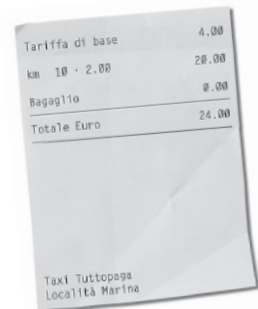 Tariffa di base 4.00
km 10 · 2.00 20.00
Bagaglio 0.00
Totale Euro 24.00
Taxi Tuttopaga
Località Marina